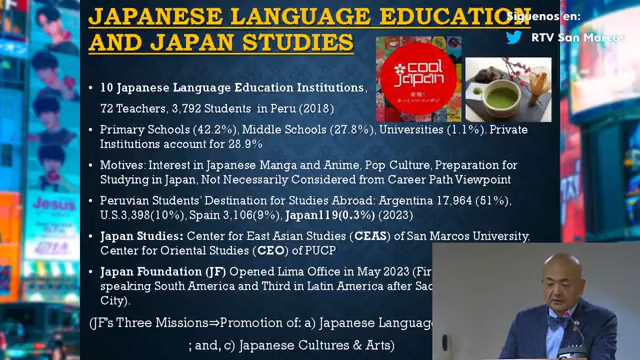 JAPANESE LANGUAGE EDUCATION
AND JAPAN STUDIES
Síguenos en:
RTV San Marcos
cool
japan
Jesus
• 10 Japanese Language Education Institutions,
72 Teachers, 3,792 Students in Peru (2018)
• Primary Schools (42.2%), Middle Schools (27.8%), Universities (1.1%). Private
Institutions account for 28.9%
• Motives: Interest in Japanese Manga and Anime, Pop Culture, Preparation for
Studying in Japan, Not Necessarily Considered from Career Path Viewpoint
• Peruvian Students' Destination for Studies Abroad: Argentina 17,964 (51%),
U.S.3,398(10%), Spain 3,106(9%), Japan119(0.3%) (2023)
• Japan Studies: Center for East Asian Studies (CEAS) of San Marcos University,
Center for Oriental Studies (CEO) of PUCP
• Japan Foundation (JF) Opened Lima Office in May 2023 (Fir
speaking South America and Third in Latin America after Sao
City).
(JF's Three Missions⇒Promotion of: a) Japanese Languag
; and, c) Japanese Cultures & Arts)